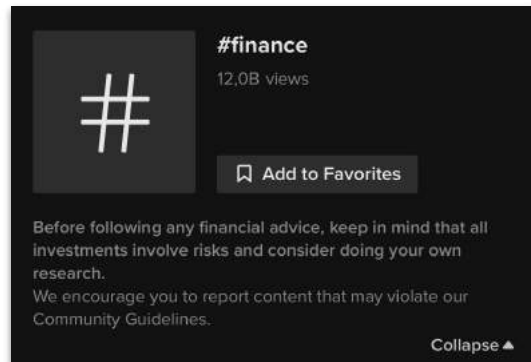 #finance
12,0B views
Add to Favorites
Before following any financial advice, keep in mind that all
investments involve risks and consider doing your own
research.
We encourage you to report content that may violate our
Community Guidelines.
Collapse